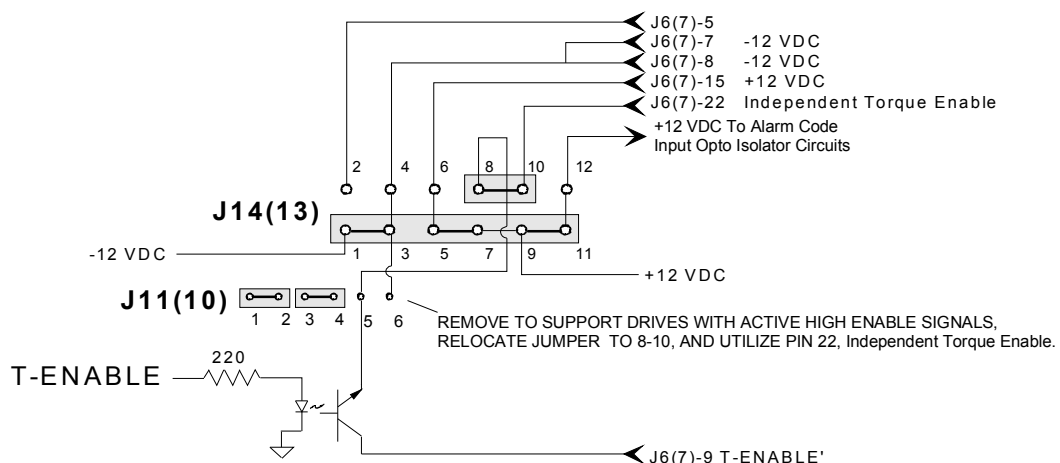 J6(7)-5
J6(7)-7 -12 VDC
J6(7)-8 -12 VDC
J6(7)-15 +12 VDC
J6(7)-22 Independent Torque Enable
+12 VDC To Alarm Code
Input Opto Isolator Circuits
2 4 6 8 10 12
J14(13)
1 3 5 7 9 11
-12 VDC
+12 VDC
J11(10)
1 2 3 4 5 6
REMOVE TO SUPPORT DRIVES WITH ACTIVE HIGH ENABLE SIGNALS,
RELOCATE JUMPER TO 8-10, AND UTILIZE PIN 22, Independent Torque Enable.
220
T-ENABLE
J6(7)-9 T-ENABLE'